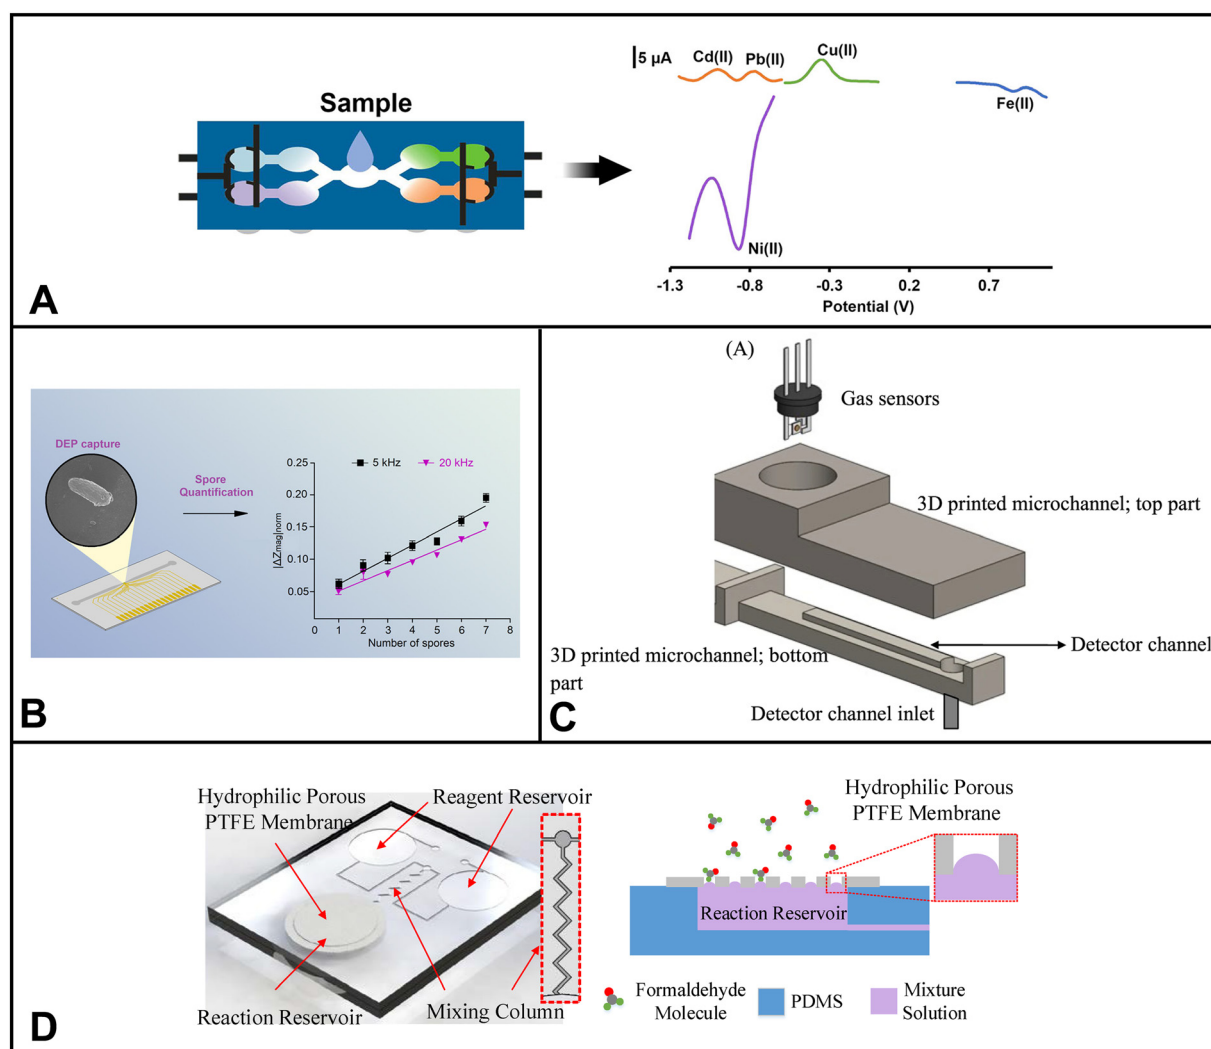 Sample
5 µA
Cd(II)
Pb(II)
Cu(II)
Fe(II)
Ni(II)
-1.3 -0.8 -0.3 0.2 0.7
Potential (V)
A
DEP capture
Spore
Quantification
5 kHz 20 kHz
|ΔZmag|norm
0.25
0.20
0.15
0.10
0.05
0 1 2 3 4 5 6 7 8
Number of spores
B
(A)
Gas sensors
3D printed microchannel; top part
Detector channel
3D printed microchannel; bottom
part
Detector channel inlet
C
Hydrophilic Porous
PTFE Membrane
Reagent Reservoir
Reaction Reservoir
Mixing Column
Hydrophilic Porous
PTFE Membrane
Reaction Reservoir
Formaldehyde
Molecule
PDMS
Mixture
Solution
D